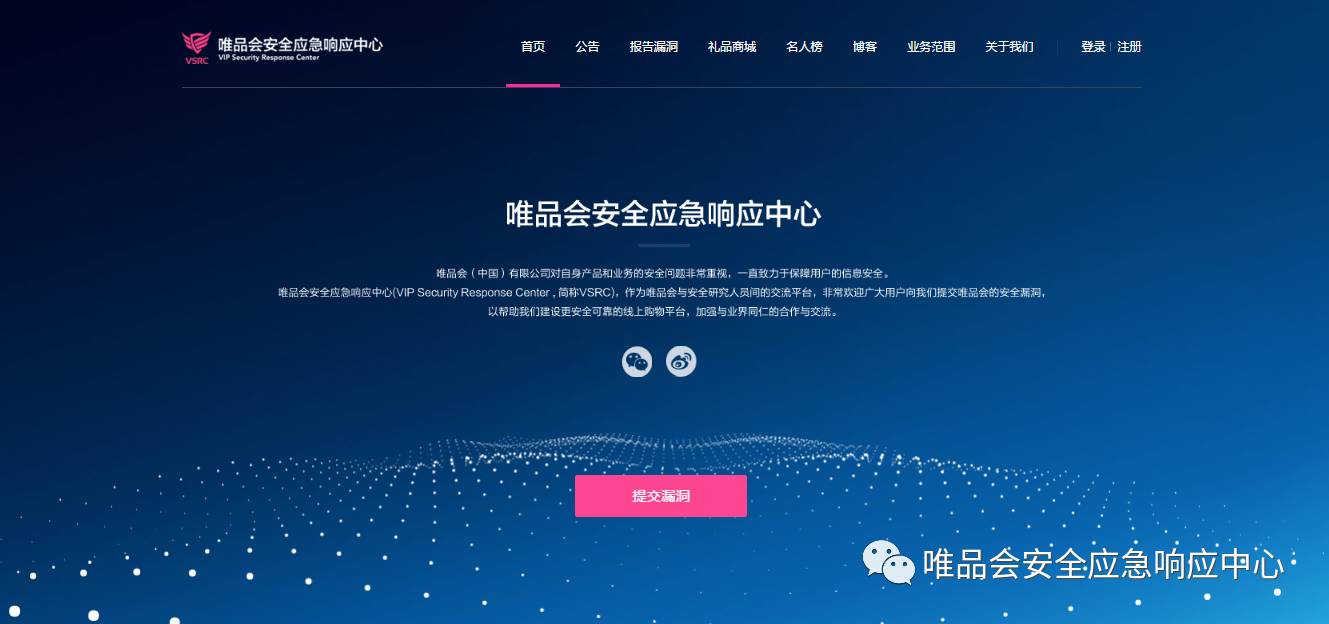 唯品会安全应急响应中心
VSRC VIP Security Response Center
首页 公告 报告漏洞 礼品商城 名人榜 博客 业务范围 关于我们 登录 注册
唯品会安全应急响应中心
唯品会（中国）有限公司对自身产品和业务的安全问题非常重视，一直致力于保障用户的信息安全。
唯品会安全应急响应中心(VIP Security Response Center , 简称VSRC)，作为唯品会与安全研究人员间的交流平台，非常欢迎广大用户向我们提交唯品会的安全漏洞，
以帮助我们建设更安全可靠的线上购物平台，加强与业界同仁的合作与交流。
提交漏洞
唯品会安全应急响应中心